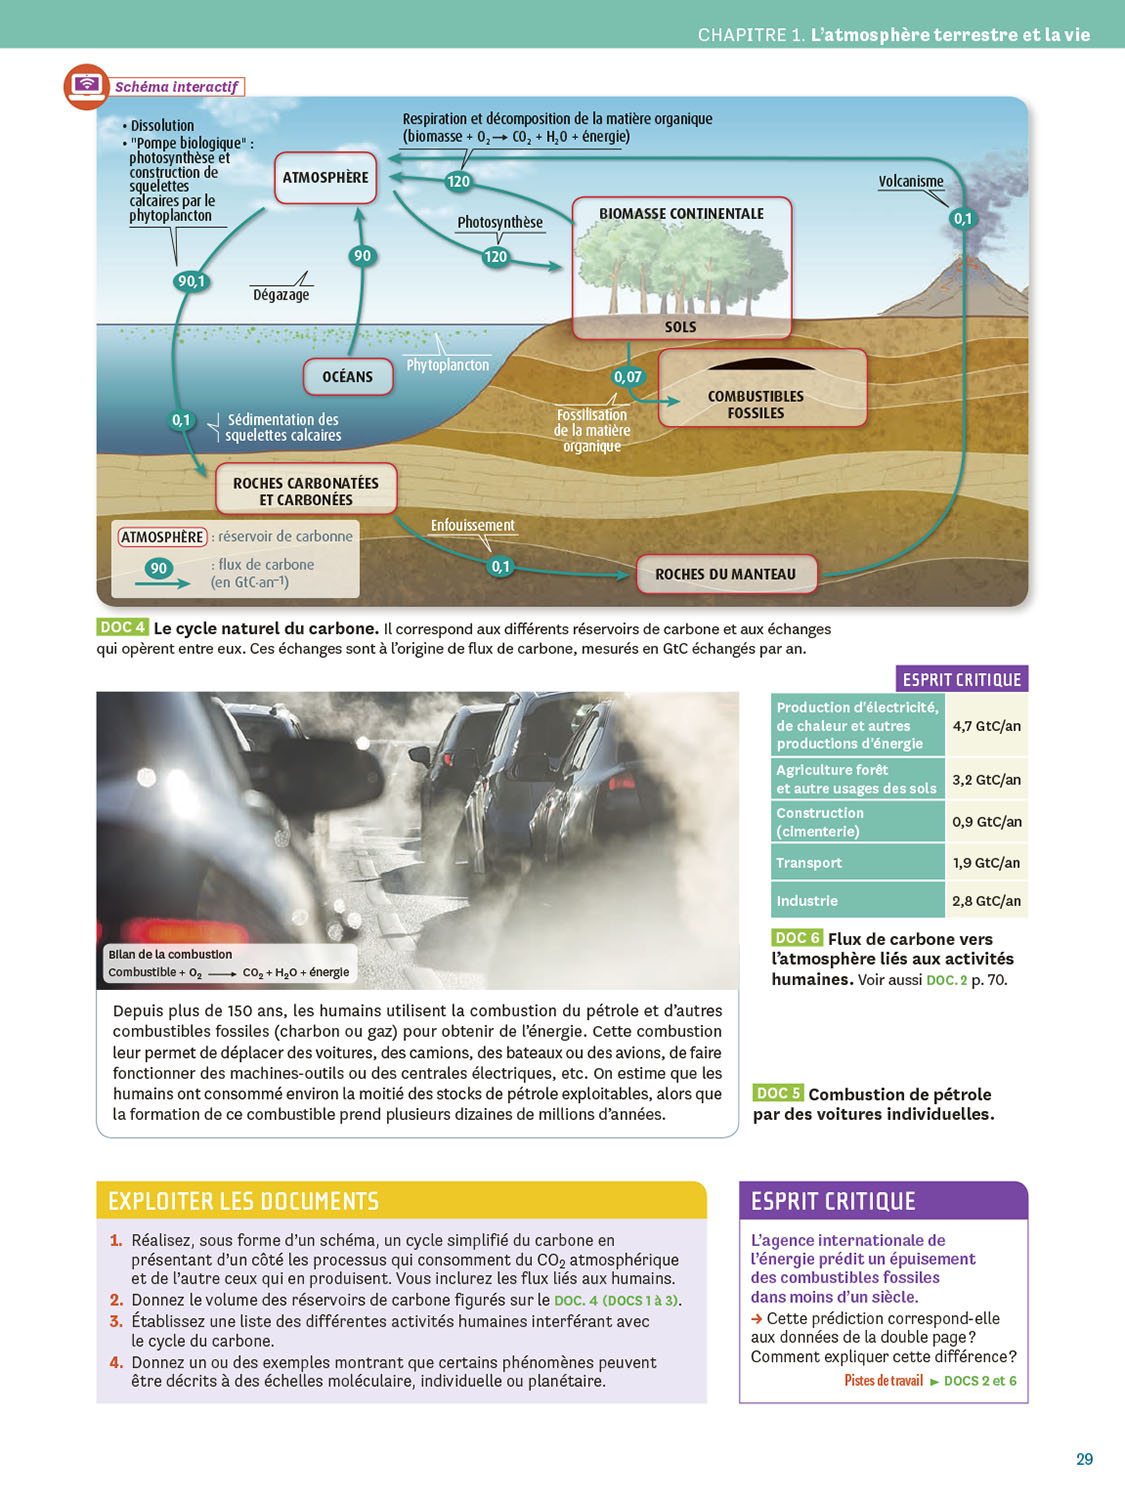 CHAPITRE 1. L'atmosphère terrestre et la vie
Schéma interactif
• Dissolution
• "Pompe biologique" :
photosynthèse et
construction de
squelettes
calcaires par le
phytoplancton
Respiration et décomposition de la matière organique
(biomasse + O₂ → CO₂ + H₂O + énergie)
ATMOSPHÈRE
120
Volcanisme
Photosynthèse
BIOMASSE CONTINENTALE
0,1
90
120
90,1
Dégazage
SOLS
Phytoplancton
OCÉANS
0,07
COMBUSTIBLES
FOSSILES
Fossilisation
de la matière
organique
0,1
Sédimentation des
squelettes calcaires
ROCHES CARBONATÉES
ET CARBONÉES
Enfouissement
0,1
ROCHES DU MANTEAU
ATMOSPHÈRE : réservoir de carbonne
90 : flux de carbone
(en GtC·an⁻¹)
DOC 4 Le cycle naturel du carbone. Il correspond aux différents réservoirs de carbone et aux échanges
qui opèrent entre eux. Ces échanges sont à l'origine de flux de carbone, mesurés en GtC échangés par an.
ESPRIT CRITIQUE
Production d'électricité,
de chaleur et autres
productions d'énergie
4,7 GtC/an
Agriculture forêt
et autre usages des sols
3,2 GtC/an
Construction
(cimenterie)
0,9 GtC/an
Transport
1,9 GtC/an
Industrie
2,8 GtC/an
DOC 6 Flux de carbone vers
l'atmosphère liés aux activités
humaines. Voir aussi DOC. 2 p. 70.
Bilan de la combustion
Combustible + O₂ → CO₂ + H₂O + énergie
Depuis plus de 150 ans, les humains utilisent la combustion du pétrole et d'autres
combustibles fossiles (charbon ou gaz) pour obtenir de l'énergie. Cette combustion
leur permet de déplacer des voitures, des camions, des bateaux ou des avions, de faire
fonctionner des machines-outils ou des centrales électriques, etc. On estime que les
humains ont consommé environ la moitié des stocks de pétrole exploitables, alors que
la formation de ce combustible prend plusieurs dizaines de millions d'années.
DOC 5 Combustion de pétrole
par des voitures individuelles.
EXPLOITER LES DOCUMENTS
1. Réalisez, sous forme d'un schéma, un cycle simplifié du carbone en
présentant d'un côté les processus qui consomment du CO₂ atmosphérique
et de l'autre ceux qui en produisent. Vous inclurez les flux liés aux humains.
2. Donnez le volume des réservoirs de carbone figurés sur le DOC. 4 (DOCS 1 à 3).
3. Établissez une liste des différentes activités humaines interférant avec
le cycle du carbone.
4. Donnez un ou des exemples montrant que certains phénomènes peuvent
être décrits à des échelles moléculaire, individuelle ou planétaire.
ESPRIT CRITIQUE
L'agence internationale de
l'énergie prédit un épuisement
des combustibles fossiles
dans moins d'un siècle.
→ Cette prédiction correspond-elle
aux données de la double page ?
Comment expliquer cette différence ?
Pistes de travail ► DOCS 2 et 6
29